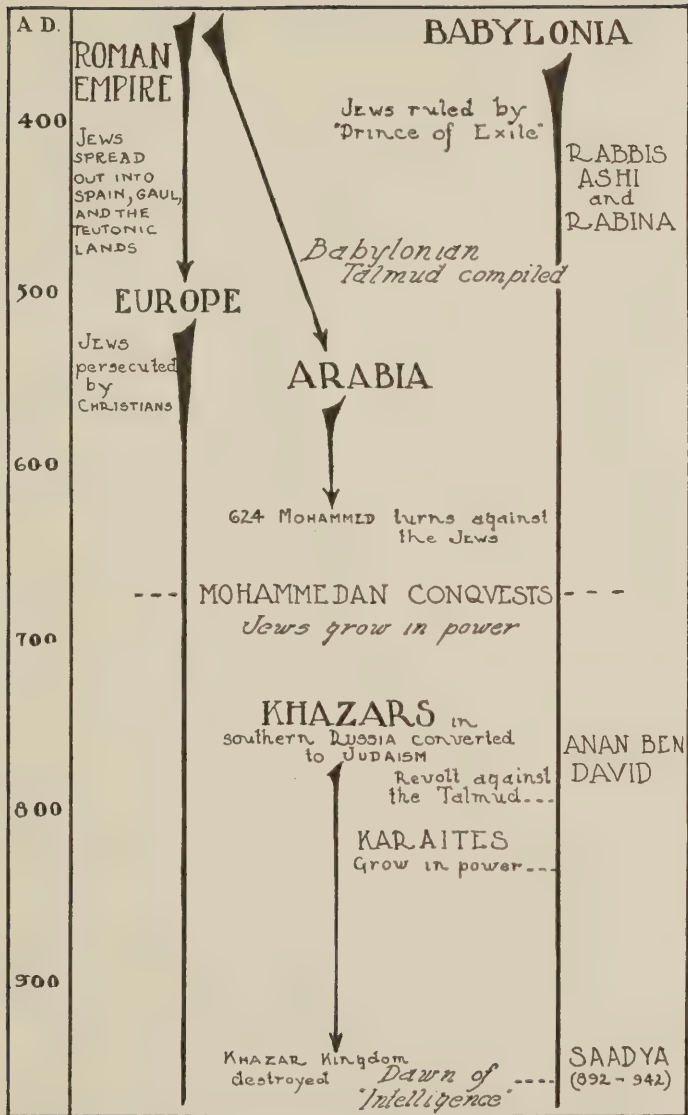 A D.
BABYLONIA
ROMAN
EMPIRE
400
JEWS ruled by
"Prince of Exile"
JEWS
SPREAD
OUT INTO
SPAIN, GAUL,
AND THE
TEUTONIC
LANDS
RABBIS
ASHI
and
RABINA
Babylonian
Talmud compiled
500
EUROPE
JEWS
persecuted
by
CHRISTIANS
ARABIA
600
624 MOHAMMED turns against
the JEWS
--- MOHAMMEDAN CONQVESTS ---
Jews grow in power
700
KHAZARS in
southern RUSSIA converted
to JUDAISM
ANAN BEN
DAVID
Revolt against
the Talmud...
800
KARAITES
Grow in power ---
900
KHAZAR Kingdom
destroyed
Dawn of
"Intelligence"
SAADYA
(892 - 942)